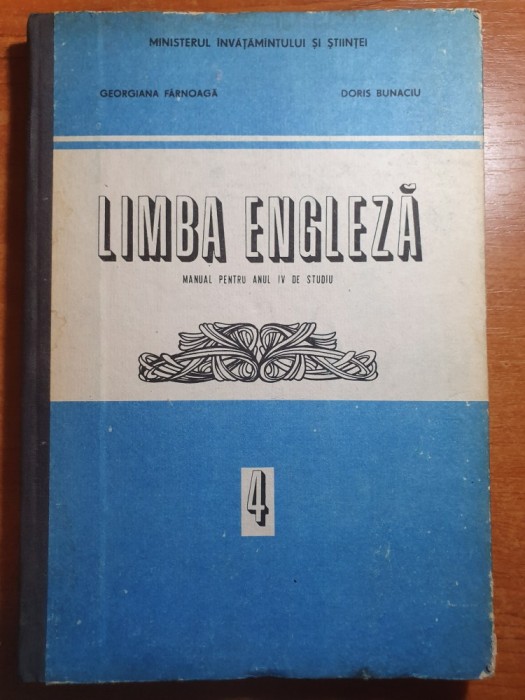 MINISTERUL ÎNVĂȚĂMÎNTULUI ȘI ȘTIINȚEI
GEORGIANA FÂRNOAGĂ DORIS BUNACIU
LIMBA ENGLEZĂ
MANUAL PENTRU ANUL IV DE STUDIU
4